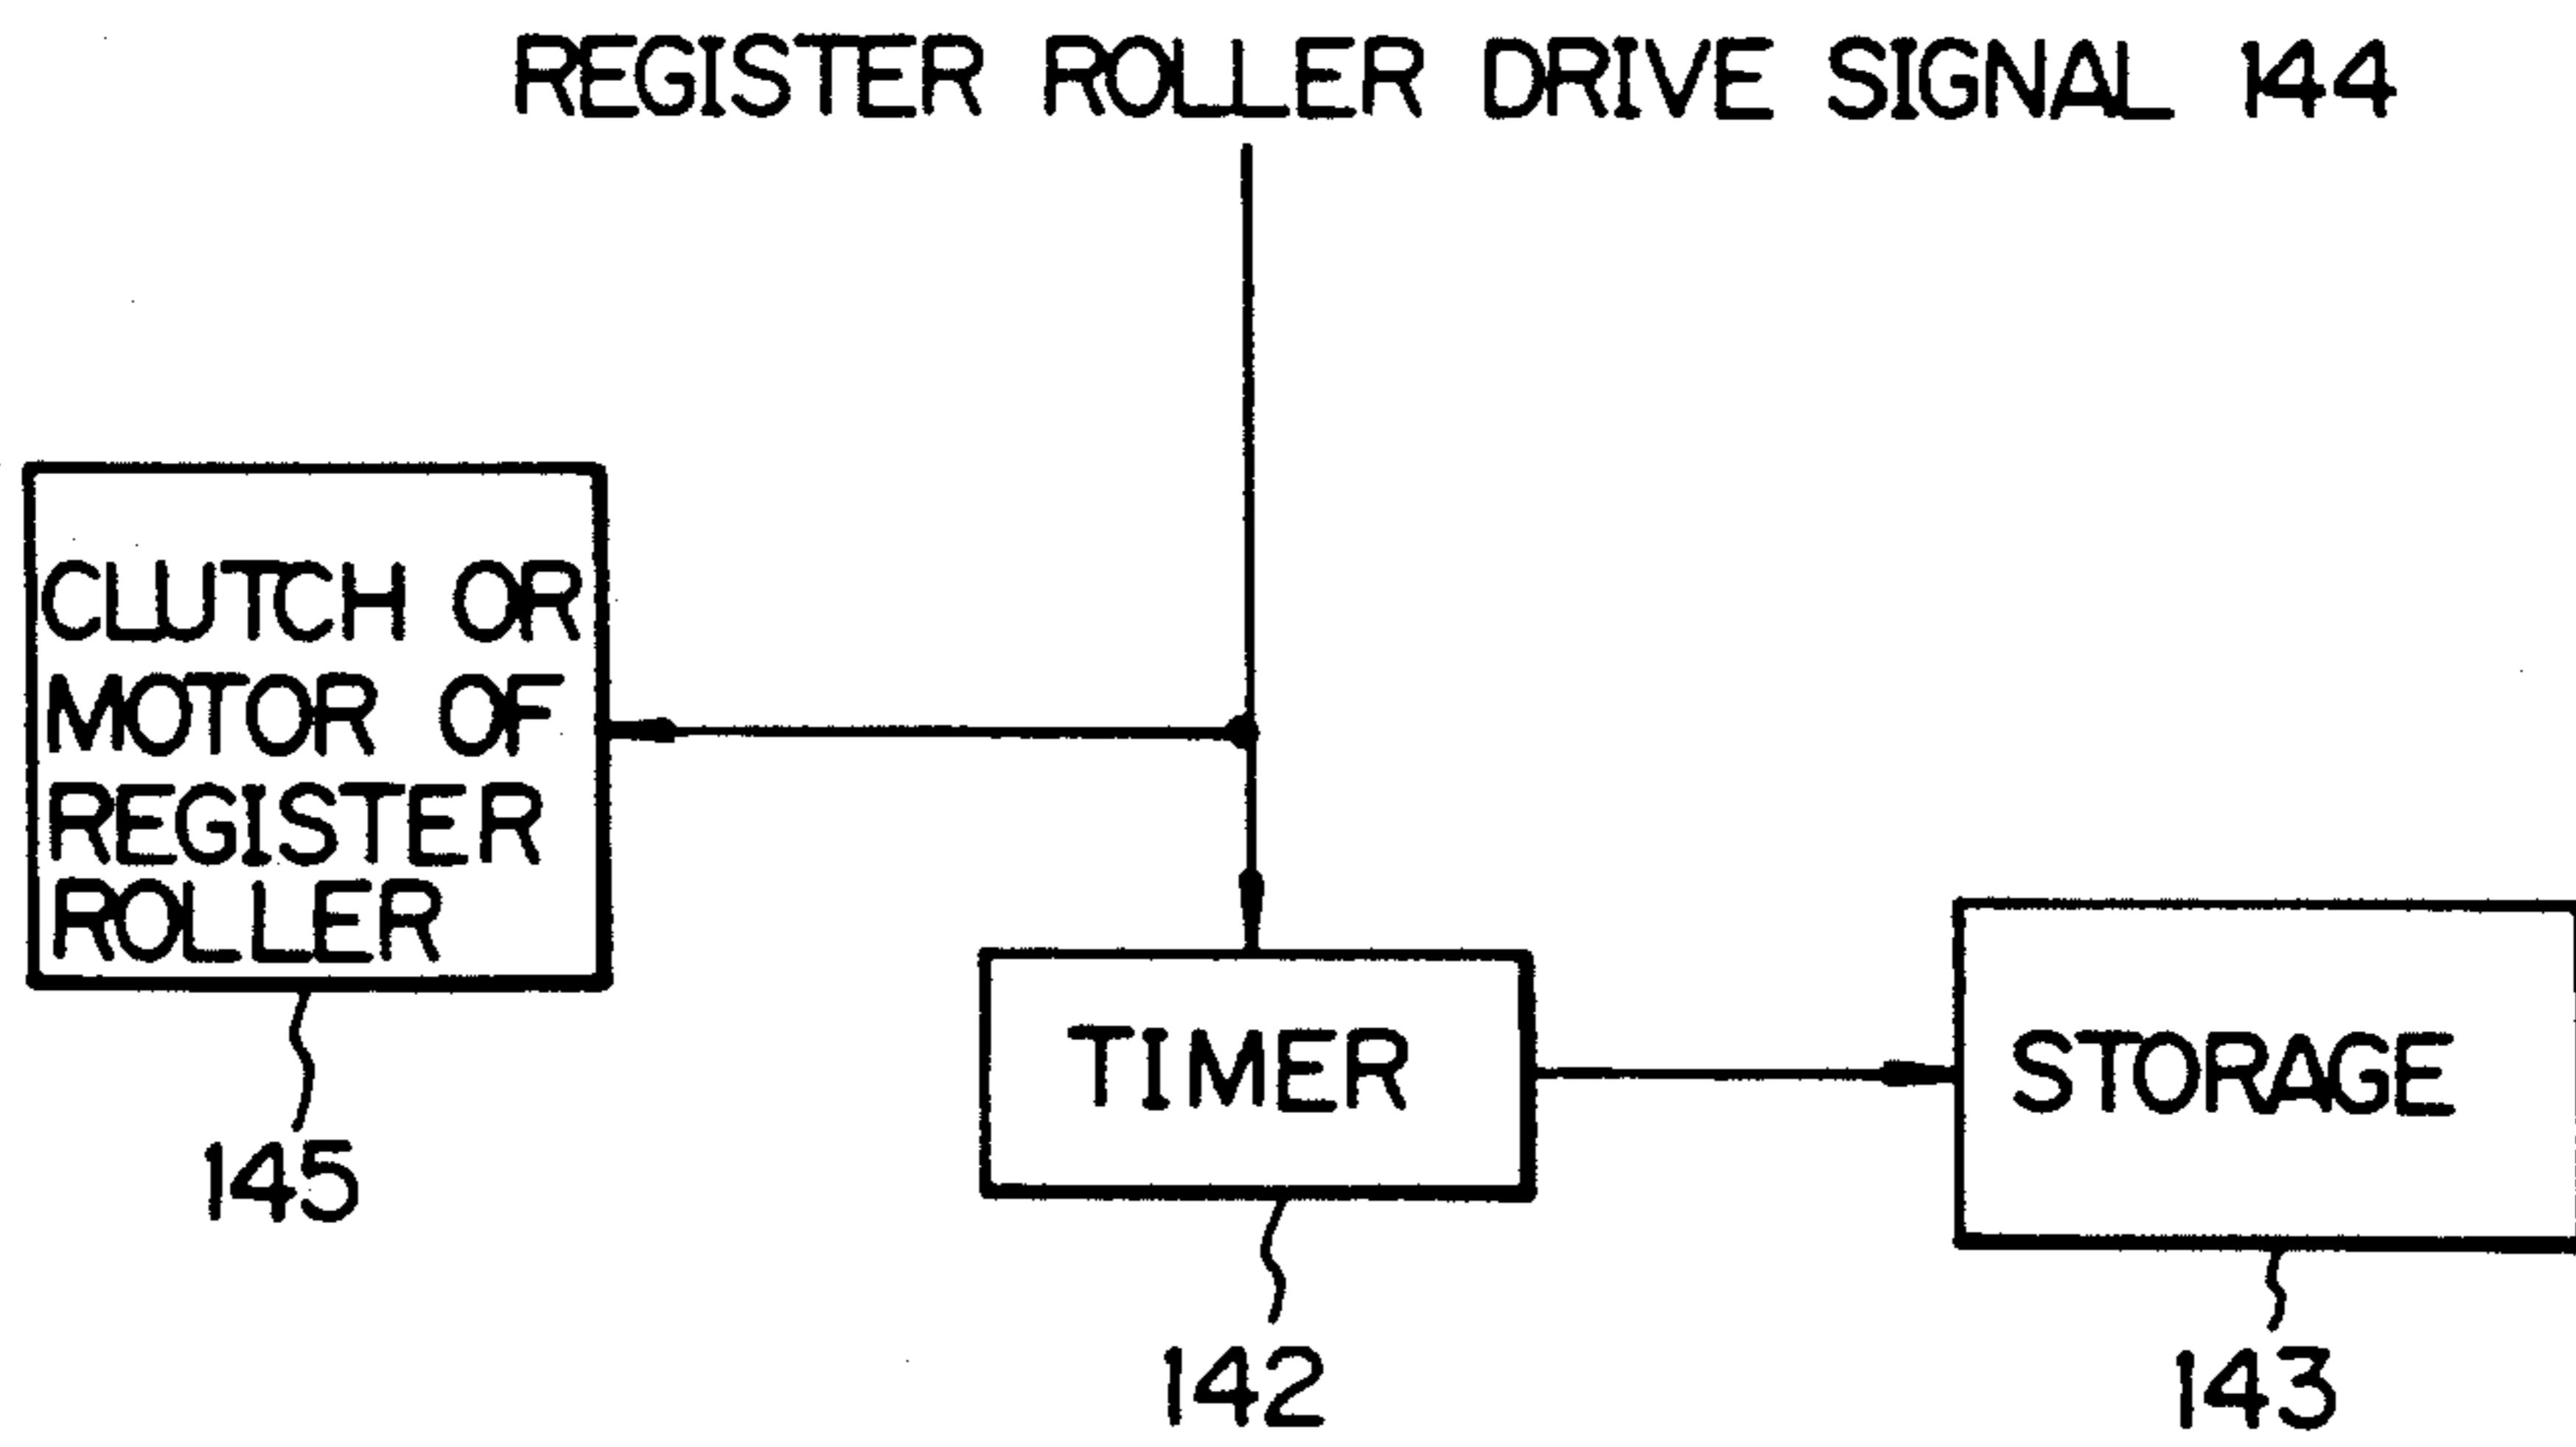 REGISTER ROLLER DRIVE SIGNAL 144
CLUTCH OR
MOTOR OF
REGISTER
ROLLER
145
TIMER
142
STORAGE
143